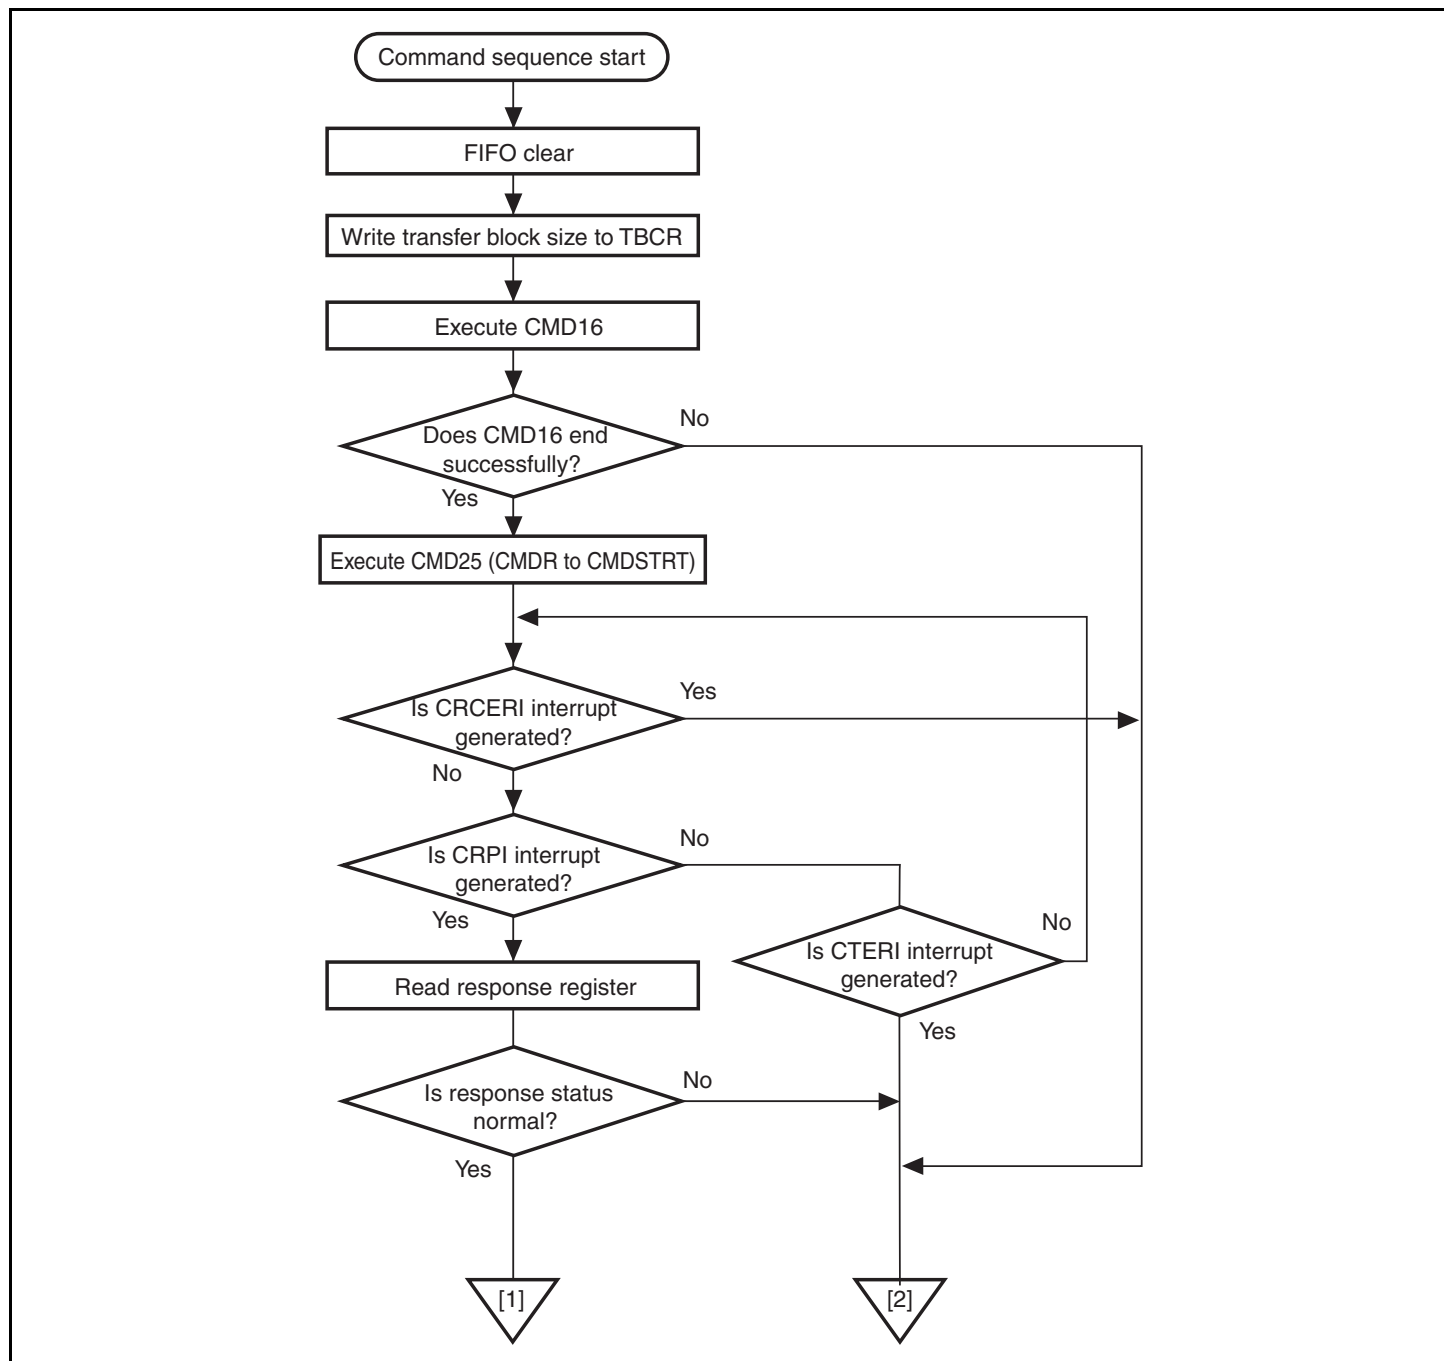 Command sequence start
FIFO clear
Write transfer block size to TBCR
Execute CMD16
Does CMD16 end
successfully?
No
Yes
Execute CMD25 (CMDR to CMDSTRT)
Is CRCERI interrupt
generated?
Yes
No
Is CRPI interrupt
generated?
No
Yes
Is CTERI interrupt
generated?
No
Yes
Read response register
Is response status
normal?
No
Yes
[1]
[2]